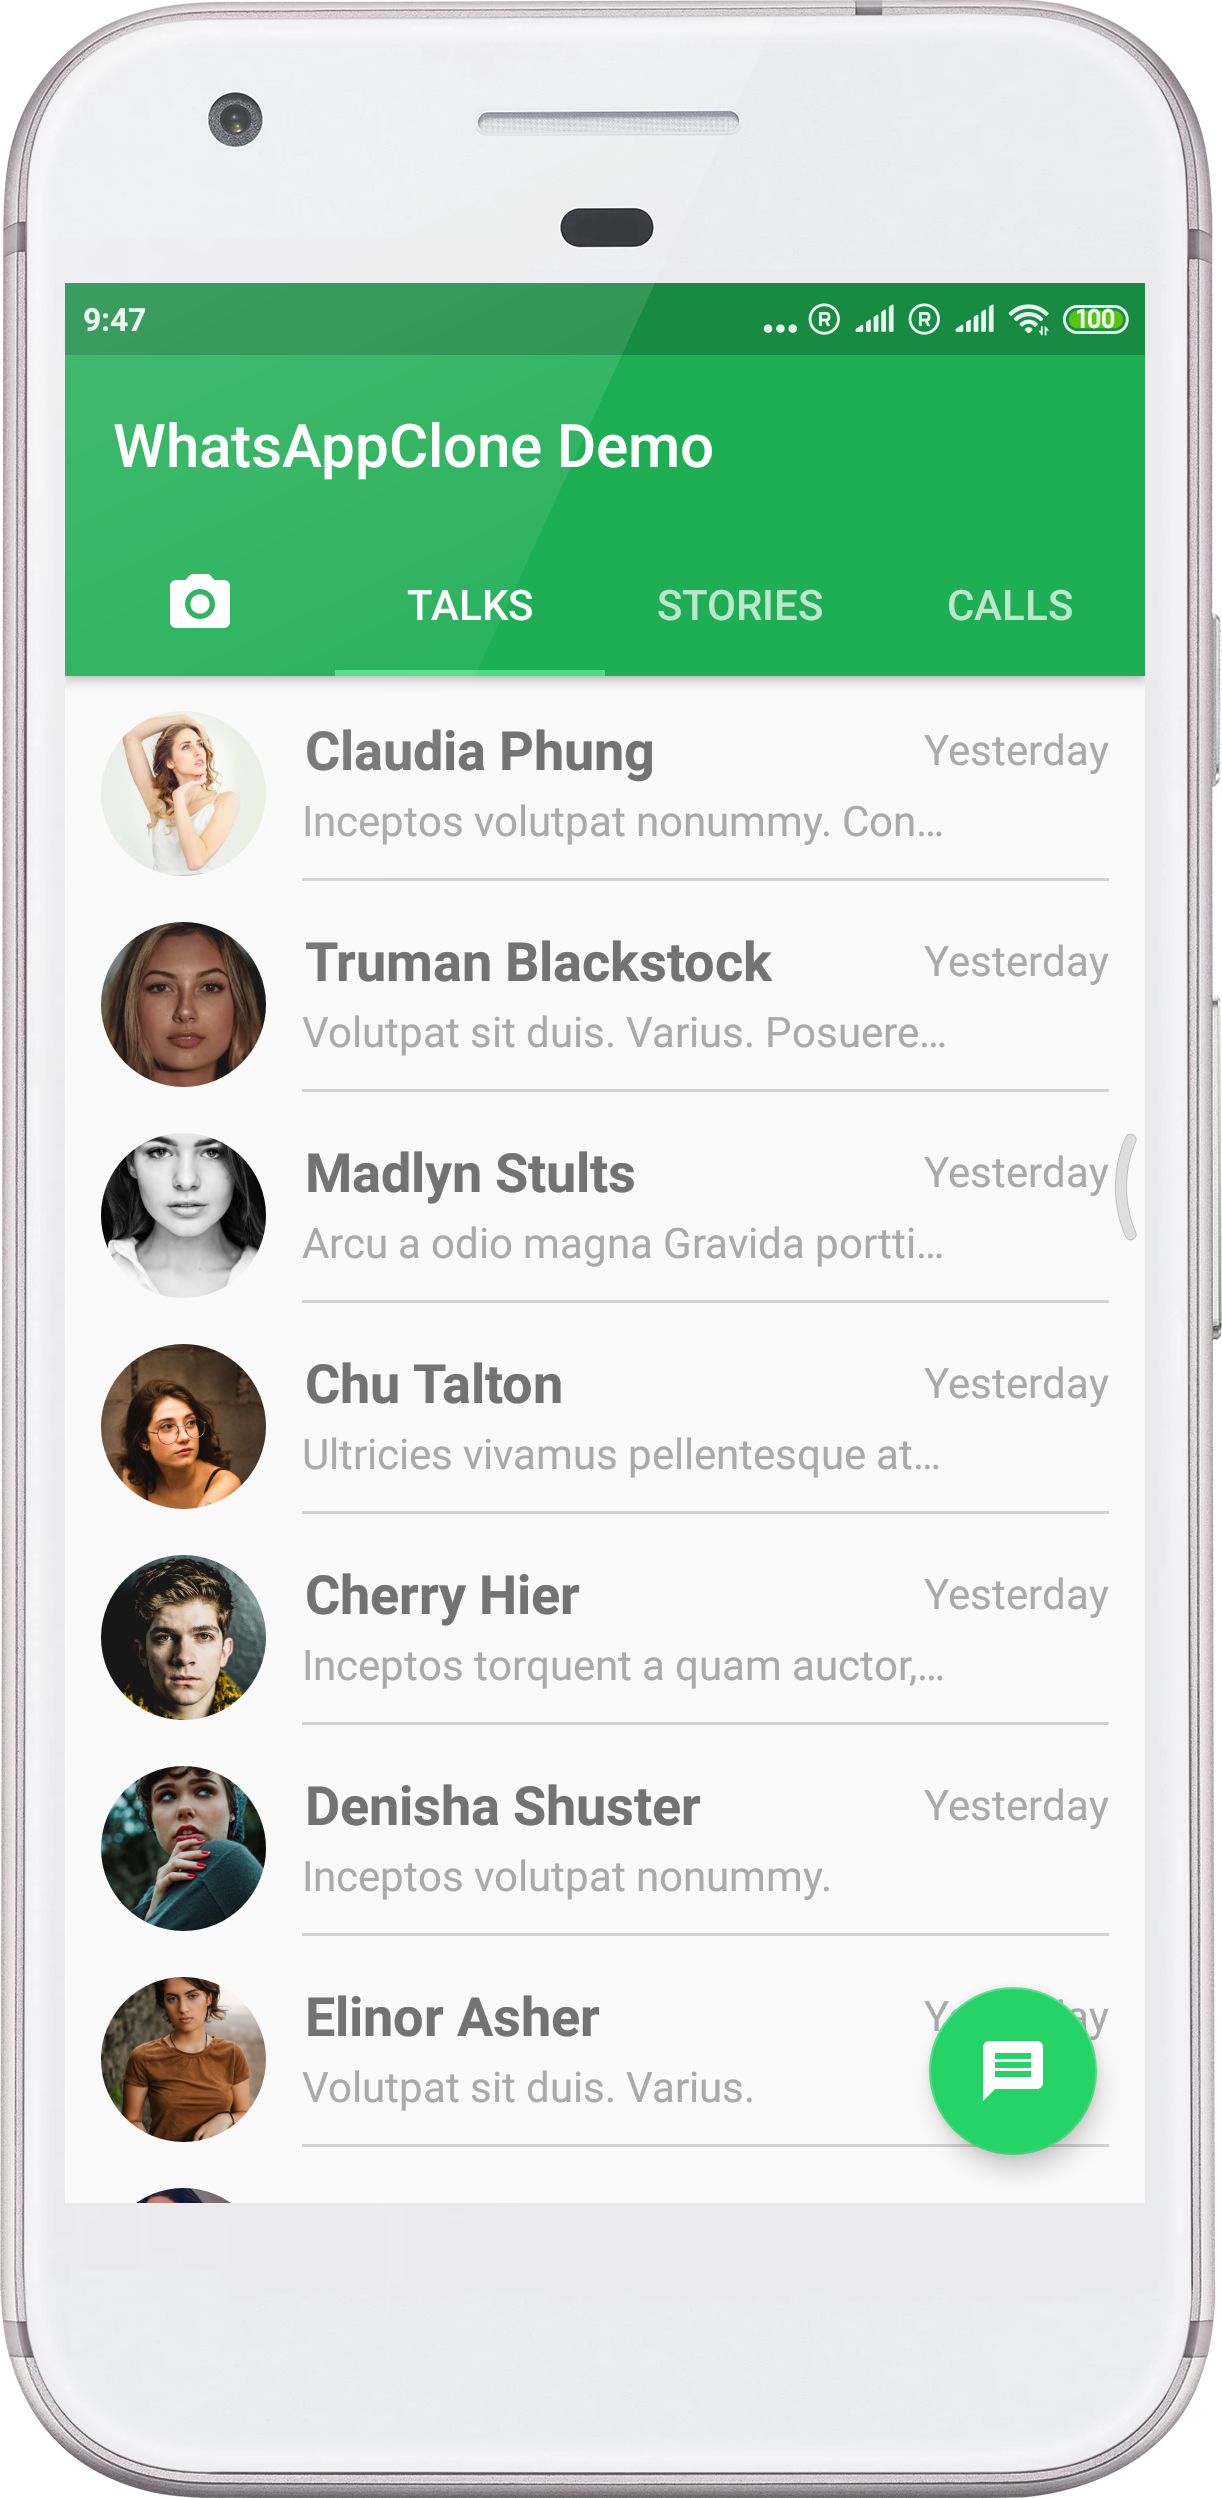 9:47 ... R R 100
WhatsAppClone Demo
TALKS STORIES CALLS
Claudia Phung Yesterday
Inceptos volutpat nonummy. Con...
Truman Blackstock Yesterday
Volutpat sit duis. Varius. Posuere...
Madlyn Stults Yesterday
Arcu a odio magna Gravida portti...
Chu Talton Yesterday
Ultricies vivamus pellentesque at...
Cherry Hier Yesterday
Inceptos torquent a quam auctor,...
Denisha Shuster Yesterday
Inceptos volutpat nonummy.
Elinor Asher
Volutpat sit duis. Varius.